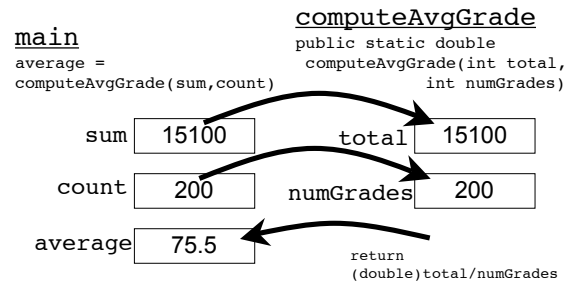 main
average =
computeAvgGrade(sum,count)
sum 15100
count 200
average 75.5
computeAvgGrade
public static double
computeAvgGrade(int total,
int numGrades)
total 15100
numGrades 200
return
(double)total/numGrades